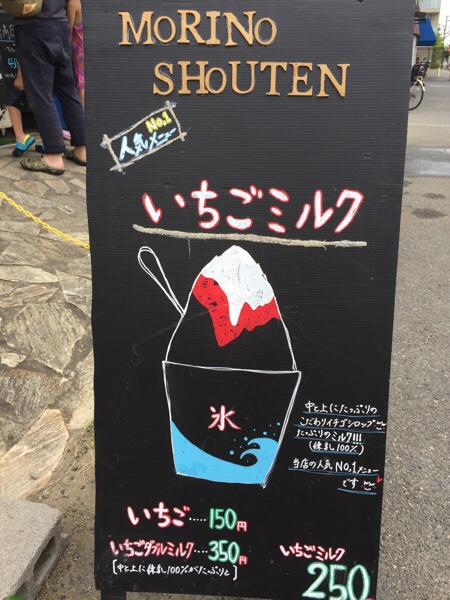 MORINO
SHOUTEN
No.1
人気メニュー
いちごミルク
氷
中と上にたっぷりの
こだわりイチゴシロップ
たっぷりのミルク!!!
(練乳100%)
当店の人気No.1メニュー
です
いちご‥‥150円
いちごダブルミルク‥‥350円
[中と上に練乳100%がたっぷりと]
いちごミルク
250